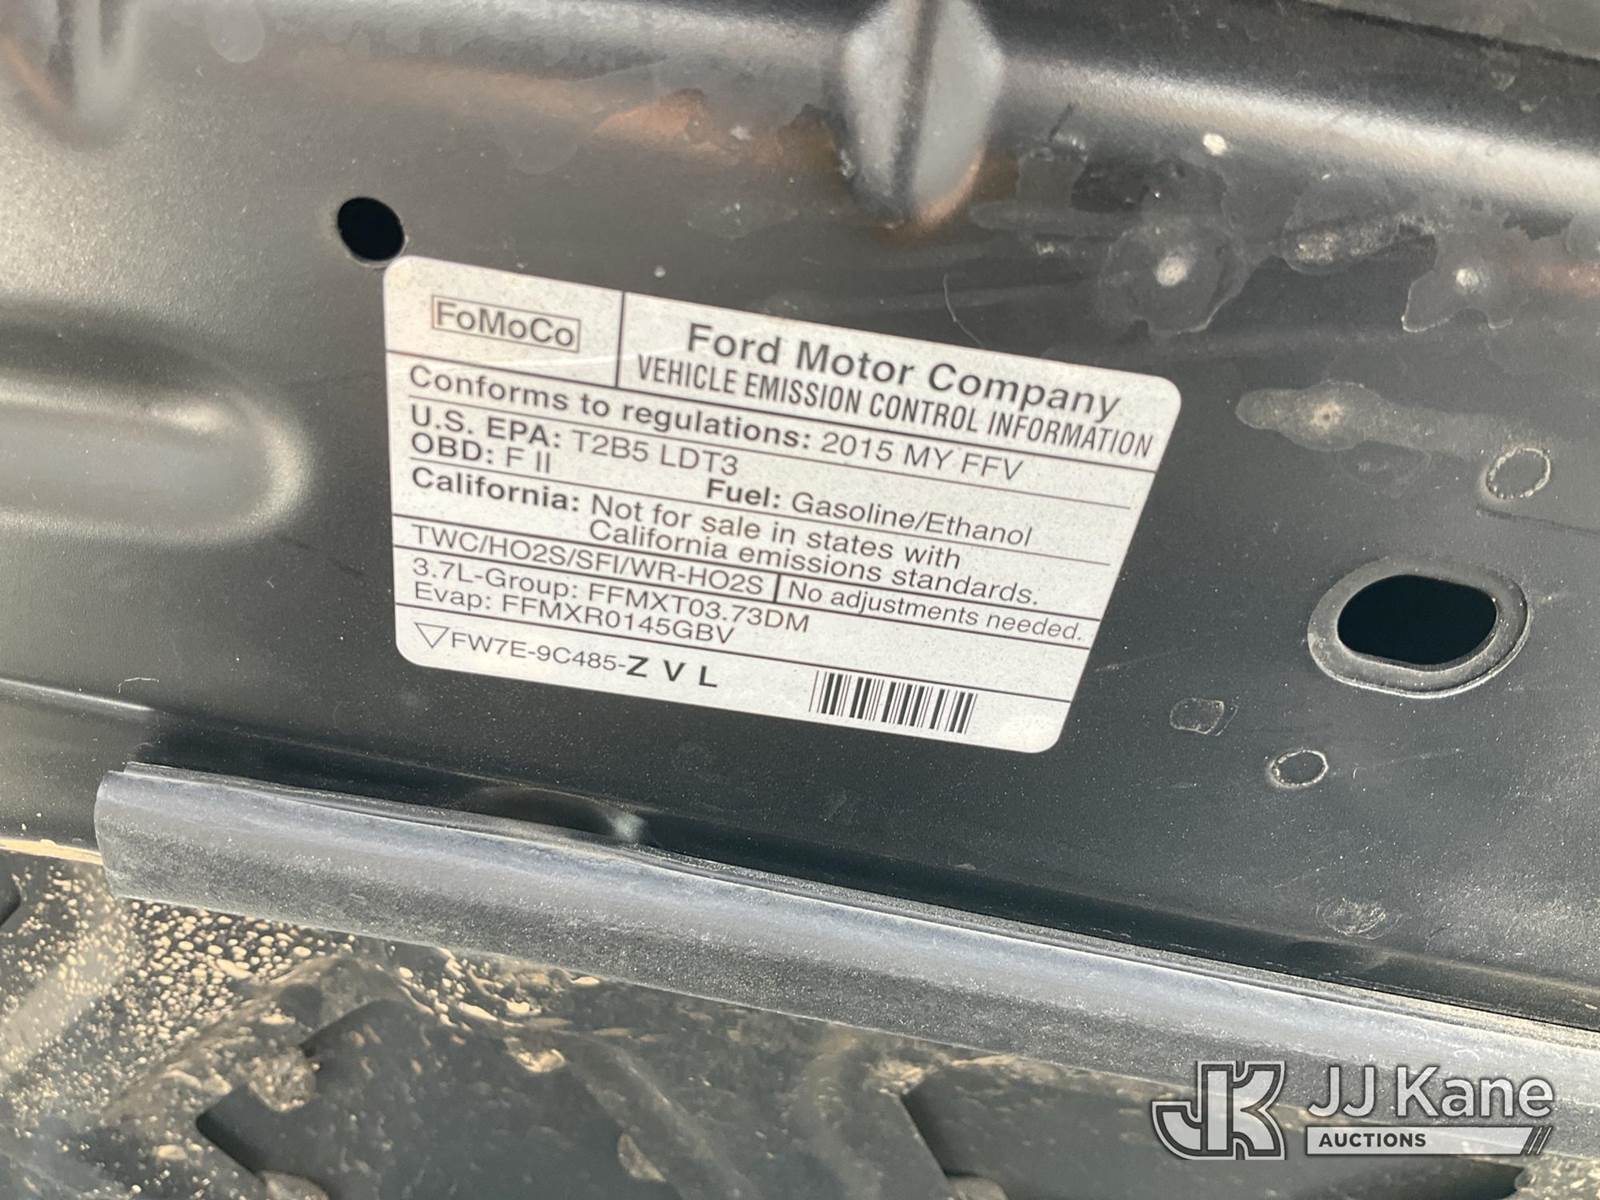 FoMoCo
Ford Motor Company
VEHICLE EMISSION CONTROL INFORMATION
Conforms to regulations: 2015 MY FFV
U.S. EPA: T2B5 LDT3
OBD: F II Fuel: Gasoline/Ethanol
California: Not for sale in states with
California emissions standards.
TWC/HO2S/SFI/WR-HO2S No adjustments needed.
3.7L-Group: FFMXT03.73DM
Evap: FFMXR0145GBV
FW7E-9C485-Z V L
JK JJ Kane
AUCTIONS